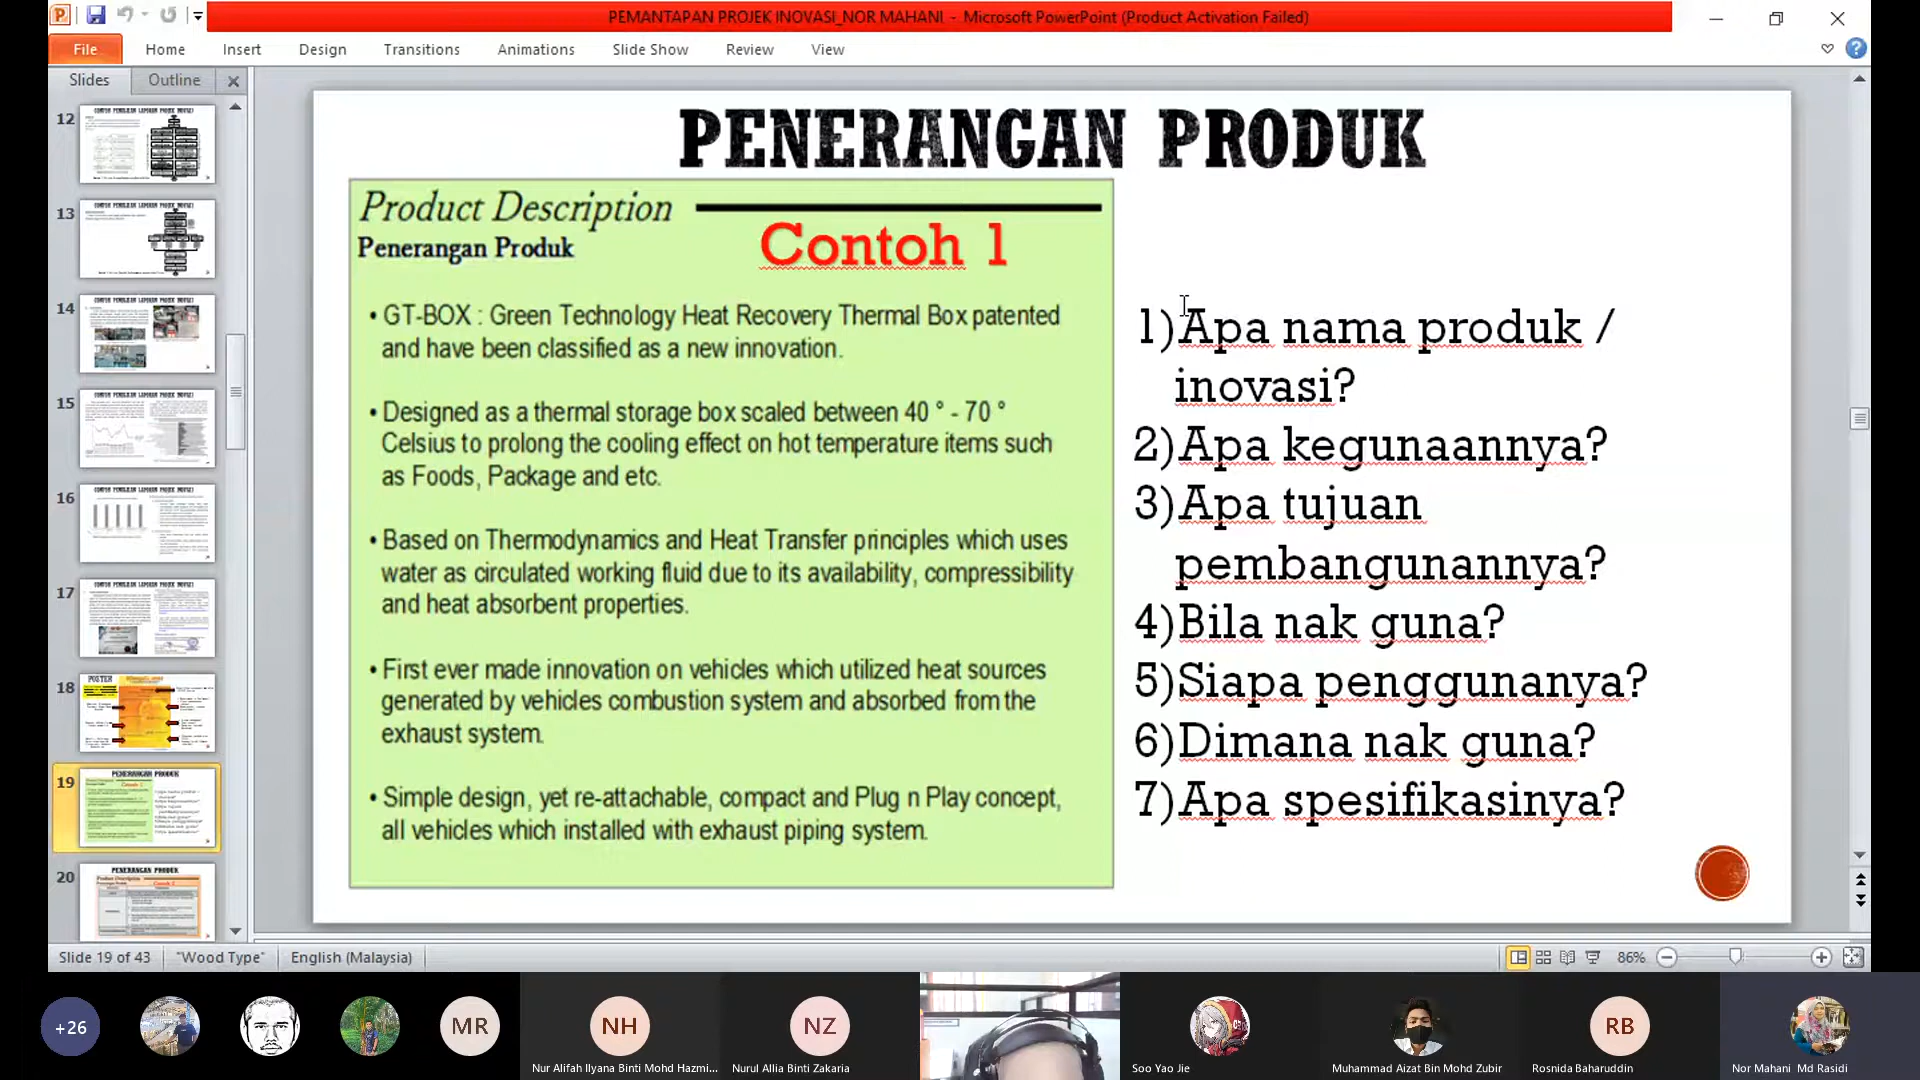 PEMANTAPAN PROJEK INOVASI_NOR MAHANI - Microsoft PowerPoint (Product Activation Failed)
File Home Insert Design Transitions Animations Slide Show Review View
Slides Outline
12
13
14
15
16
17
18
POSTER
19
PENERANGAN PRODUK
20
PENERANGAN PRODUK
PENERANGAN PRODUK
Product Description
Penerangan Produk
Contoh 1
• GT-BOX : Green Technology Heat Recovery Thermal Box patented
and have been classified as a new innovation.
• Designed as a thermal storage box scaled between 40 ° - 70 °
Celsius to prolong the cooling effect on hot temperature items such
as Foods, Package and etc.
• Based on Thermodynamics and Heat Transfer principles which uses
water as circulated working fluid due to its availability, compressibility
and heat absorbent properties.
• First ever made innovation on vehicles which utilized heat sources
generated by vehicles combustion system and absorbed from the
exhaust system.
• Simple design, yet re-attachable, compact and Plug n Play concept,
all vehicles which installed with exhaust piping system.
1)Apa nama produk /
inovasi?
2)Apa kegunaannya?
3)Apa tujuan
pembangunannya?
4)Bila nak guna?
5)Siapa penggunanya?
6)Dimana nak guna?
7)Apa spesifikasinya?
Slide 19 of 43 "Wood Type" English (Malaysia) 86%
+26 MR NH NZ RB
Nur Alifah Ilyana Binti Mohd Hazmi... Nurul Allia Binti Zakaria Soo Yao Jie Muhammad Aizat Bin Mohd Zubir Rosnida Baharuddin Nor Mahani Md Rasidi